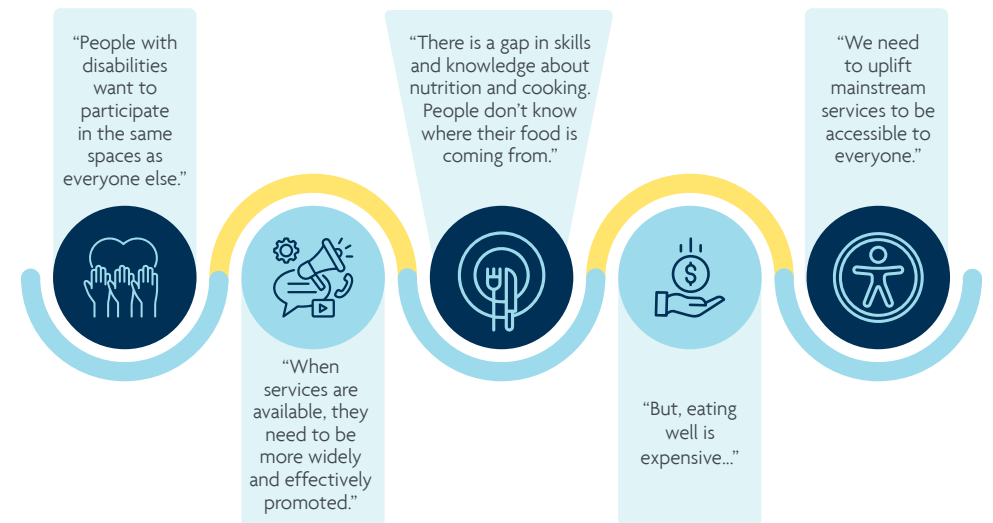 “People with
disabilities
want to
participate
in the same
spaces as
everyone else.”
“When
services are
available, they
need to be
more widely
and effectively
promoted.”
“There is a gap in skills
and knowledge about
nutrition and cooking.
People don’t know
where their food is
coming from.”
$
“But, eating
well is
expensive...”
“We need
to uplift
mainstream
services to be
accessible to
everyone.”